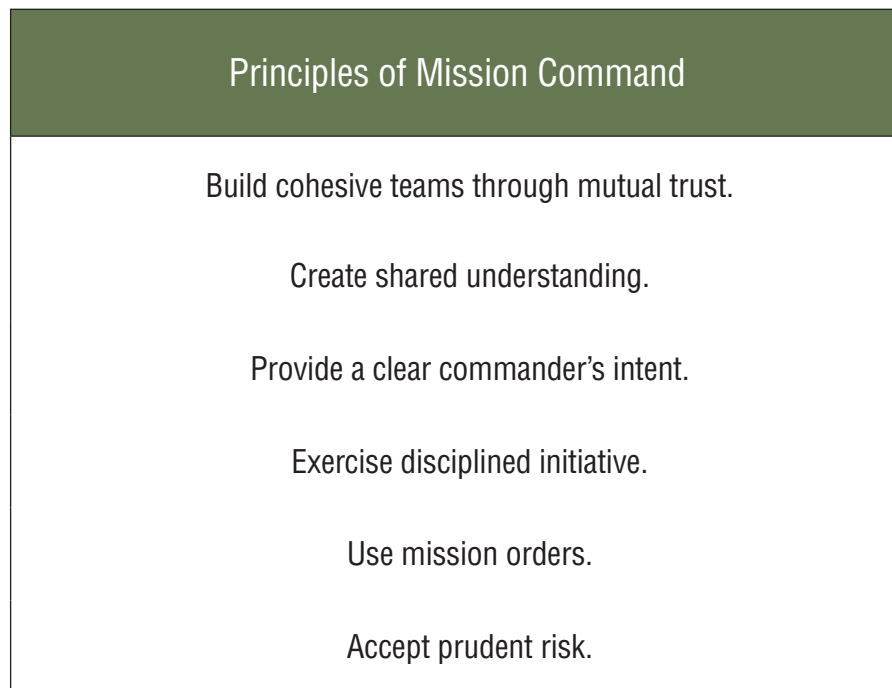 Principles of Mission Command
Build cohesive teams through mutual trust.
Create shared understanding.
Provide a clear commander’s intent.
Exercise disciplined initiative.
Use mission orders.
Accept prudent risk.